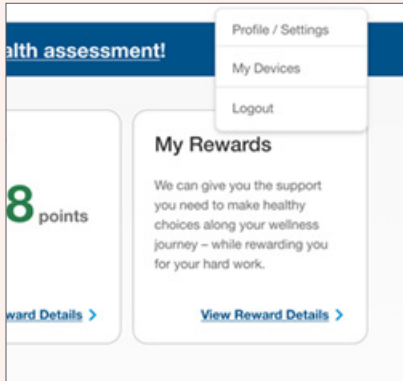 Profile / Settings
alth assessment!
My Devices
Logout
8 points
ward Details >
My Rewards
We can give you the support
you need to make healthy
choices along your wellness
journey – while rewarding you
for your hard work.
View Reward Details >